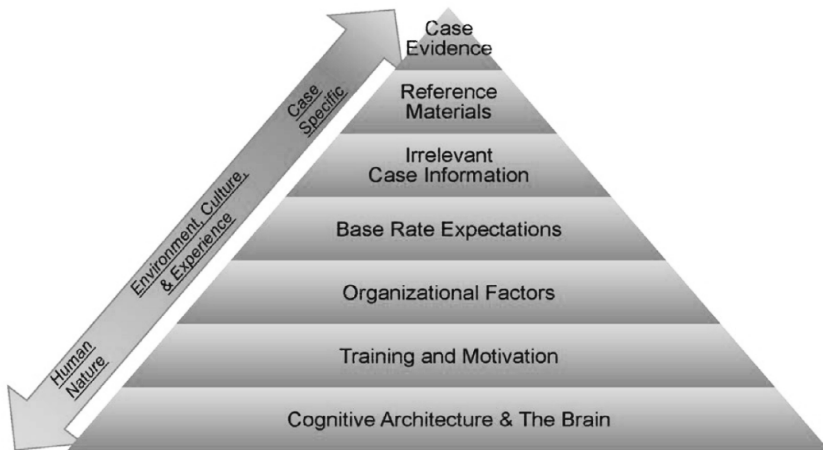 Case
Evidence
Reference
Materials
Irrelevant
Case Information
Base Rate Expectations
Organizational Factors
Training and Motivation
Cognitive Architecture & The Brain
Case
Specific
Environment, Culture,
& Experience
Human
Nature